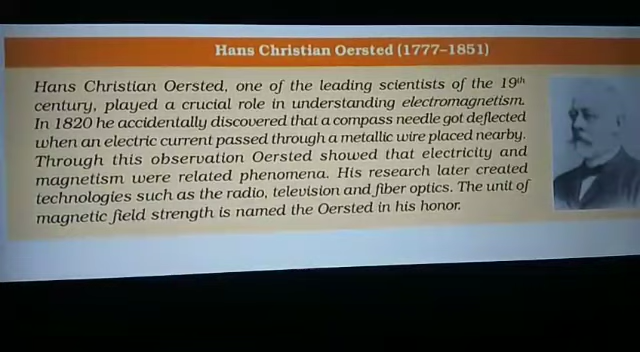 Hans Christian Oersted (1777–1851)
Hans Christian Oersted, one of the leading scientists of the 19th
century, played a crucial role in understanding electromagnetism.
In 1820 he accidentally discovered that a compass needle got deflected
when an electric current passed through a metallic wire placed nearby.
Through this observation Oersted showed that electricity and
magnetism were related phenomena. His research later created
technologies such as the radio, television and fiber optics. The unit of
magnetic field strength is named the Oersted in his honor.